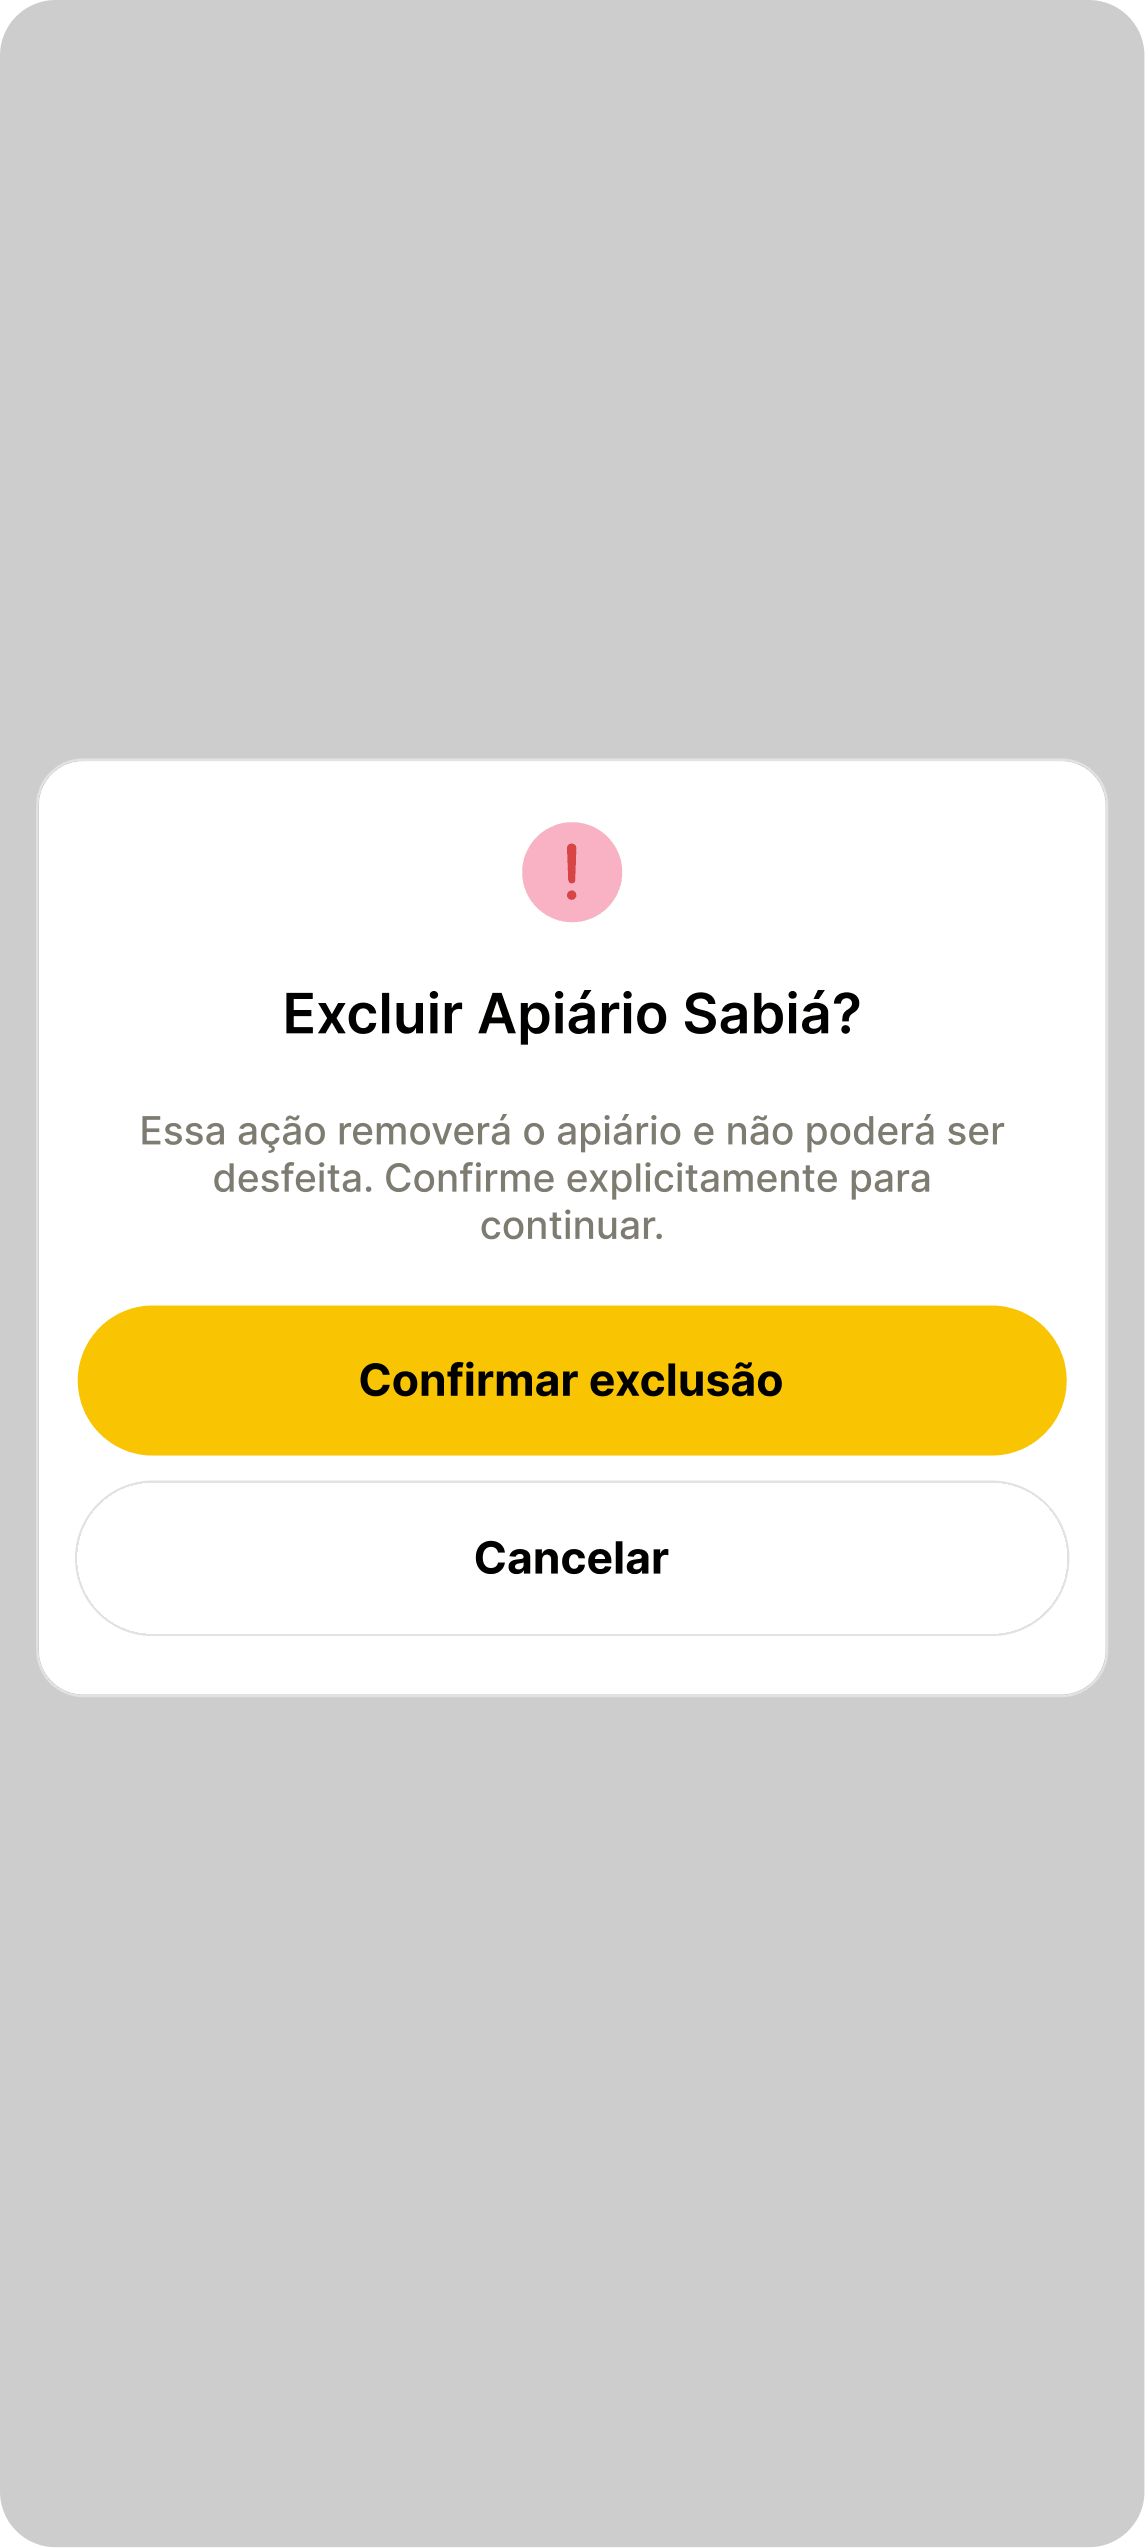 Excluir Apiário Sabiá?
Essa ação removerá o apiário e não poderá ser
desfeita. Confirme explicitamente para
continuar.
Confirmar exclusão
Cancelar